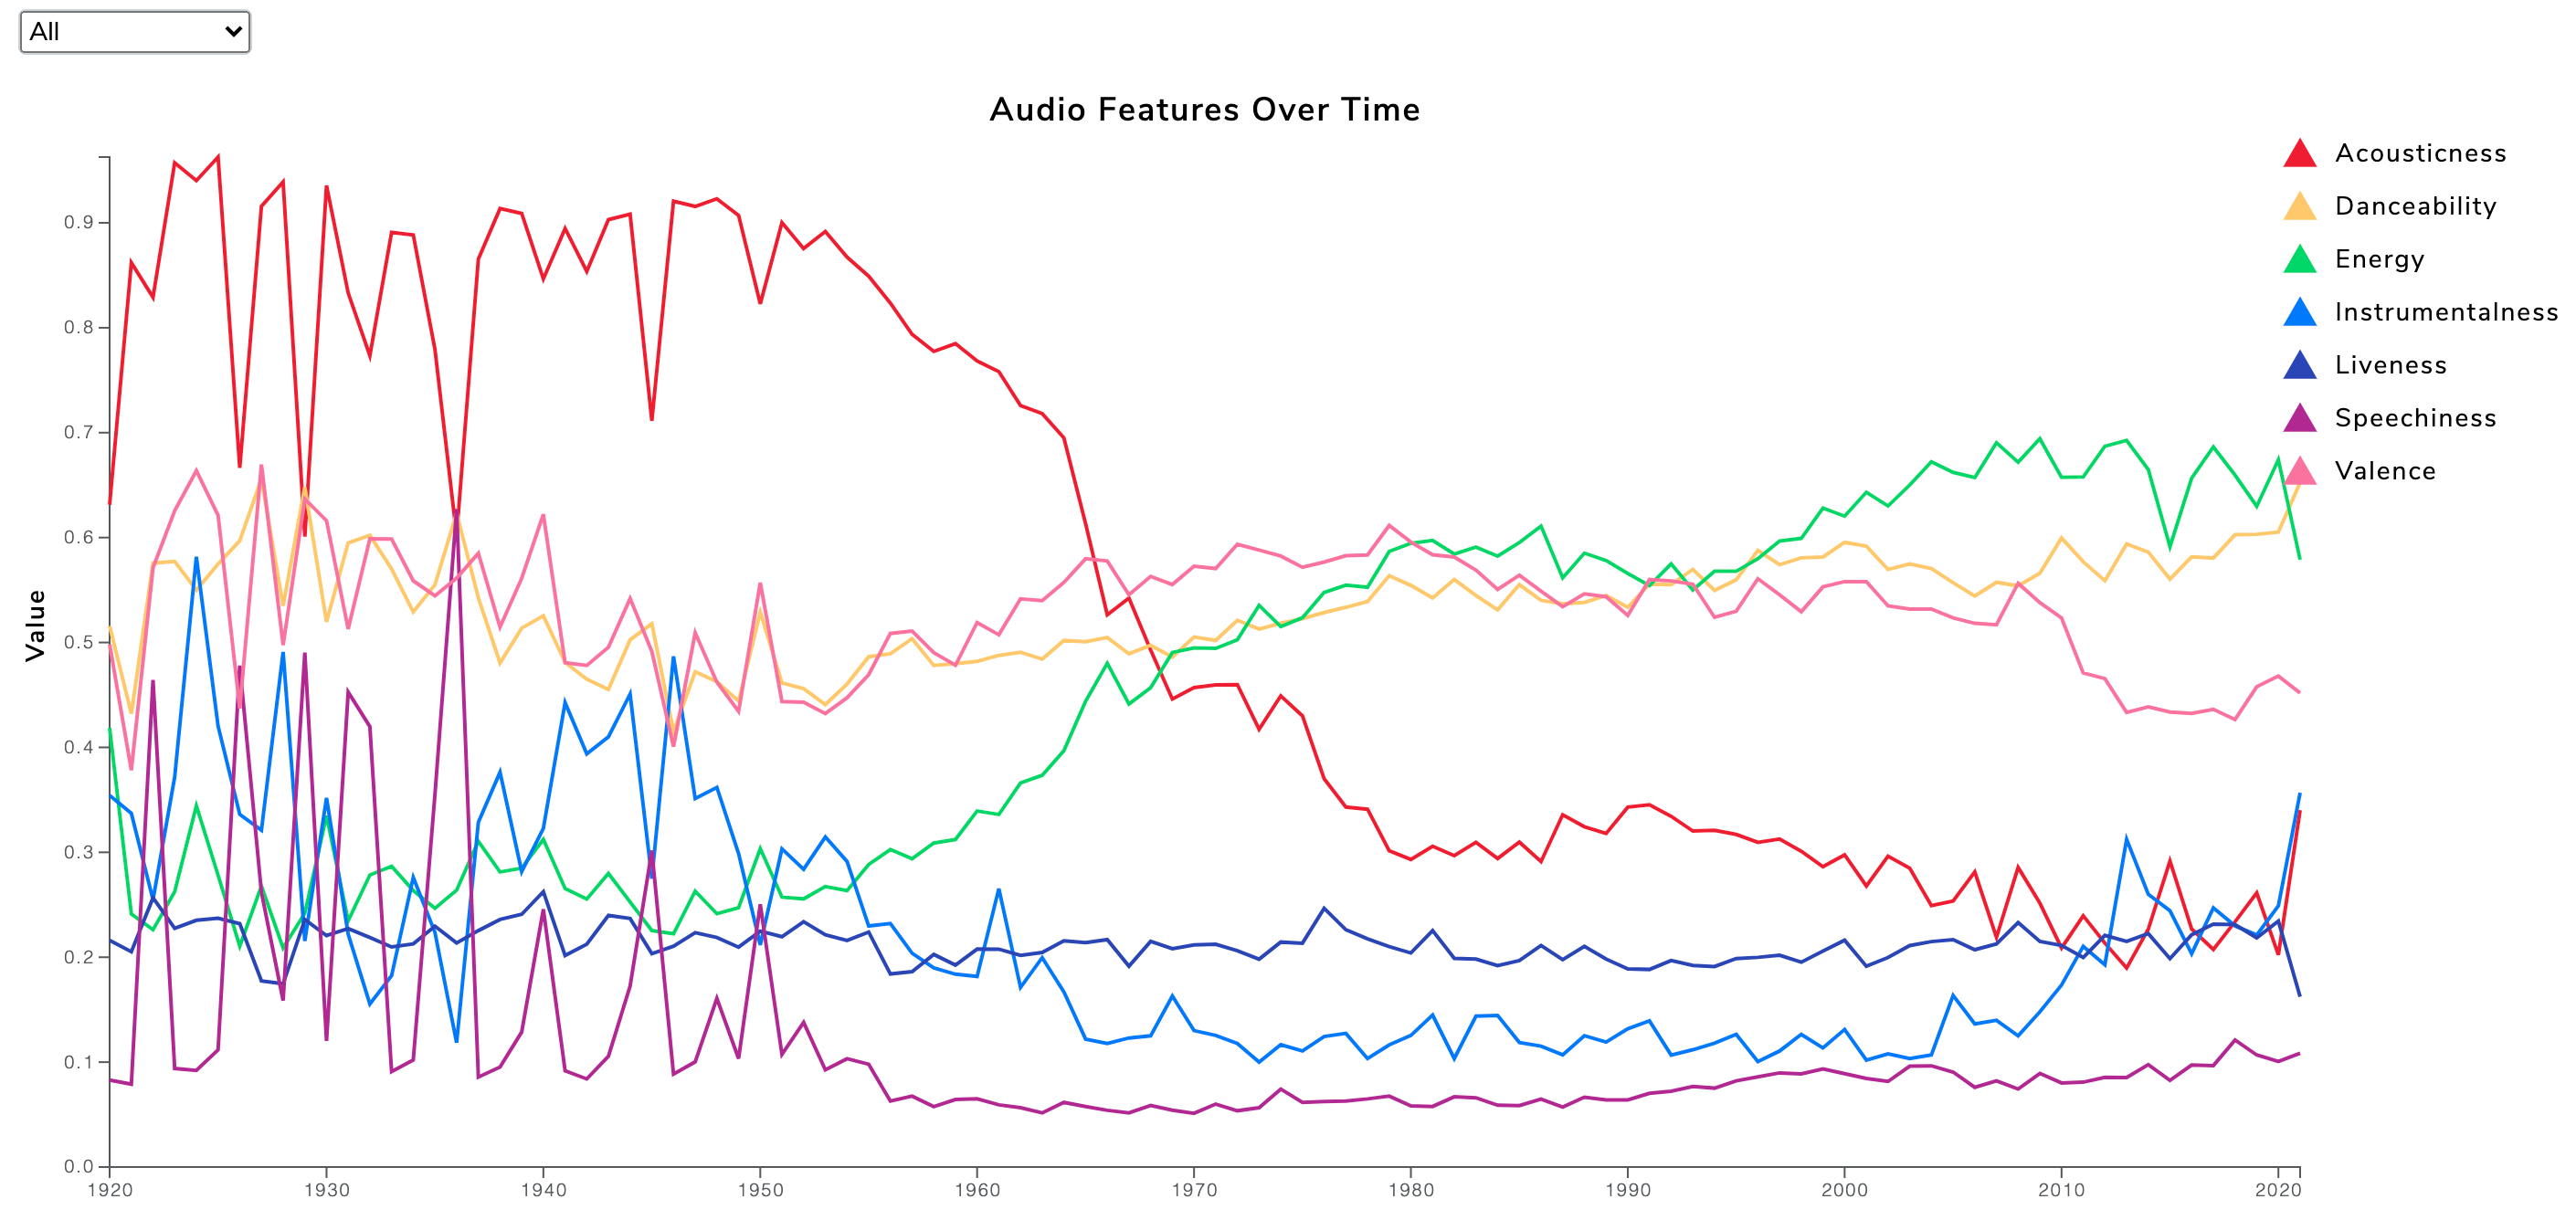 All
Audio Features Over Time
Acousticness
Danceability
Energy
Instrumentalness
Liveness
Speechiness
Valence
Value
0.9
0.8
0.7
0.6
0.5
0.4
0.3
0.2
0.1
0.0
1920 1930 1940 1950 1960 1970 1980 1990 2000 2010 2020